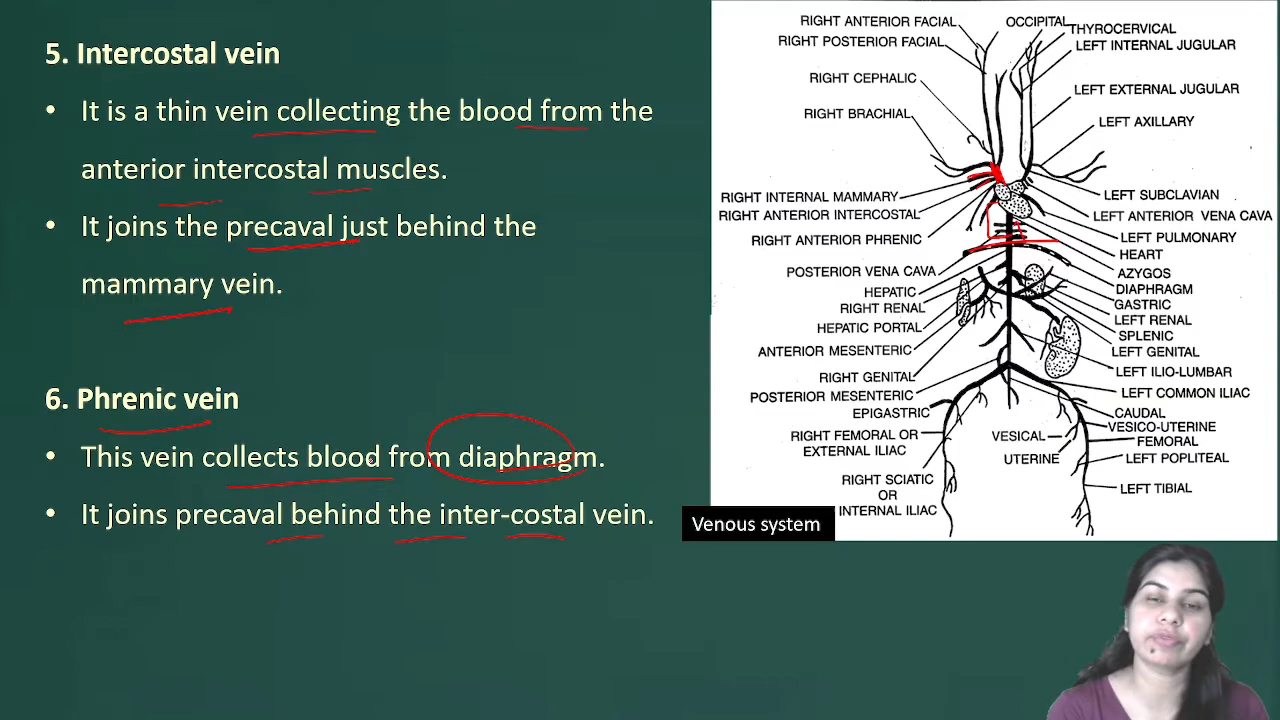 5. Intercostal vein
• It is a thin vein collecting the blood from the
anterior intercostal muscles.
• It joins the precaval just behind the
mammary vein.
6. Phrenic vein
• This vein collects blood from diaphragm.
• It joins precaval behind the inter-costal vein.
RIGHT ANTERIOR FACIAL
RIGHT POSTERIOR FACIAL
RIGHT CEPHALIC
RIGHT BRACHIAL
RIGHT INTERNAL MAMMARY
RIGHT ANTERIOR INTERCOSTAL
RIGHT ANTERIOR PHRENIC
POSTERIOR VENA CAVA
HEPATIC
RIGHT RENAL
HEPATIC PORTAL
ANTERIOR MESENTERIC
RIGHT GENITAL
POSTERIOR MESENTERIC
EPIGASTRIC
RIGHT FEMORAL OR
EXTERNAL ILIAC
RIGHT SCIATIC
OR
INTERNAL ILIAC
OCCIPITAL
THYROCERVICAL
LEFT INTERNAL JUGULAR
LEFT EXTERNAL JUGULAR
LEFT AXILLARY
LEFT SUBCLAVIAN
LEFT ANTERIOR VENA CAVA
LEFT PULMONARY
HEART
AZYGOS
DIAPHRAGM
GASTRIC
LEFT RENAL
SPLENIC
LEFT GENITAL
LEFT ILIO-LUMBAR
LEFT COMMON ILIAC
CAUDAL
VESICO-UTERINE
FEMORAL
LEFT POPLITEAL
LEFT TIBIAL
VESICAL
UTERINE
Venous system